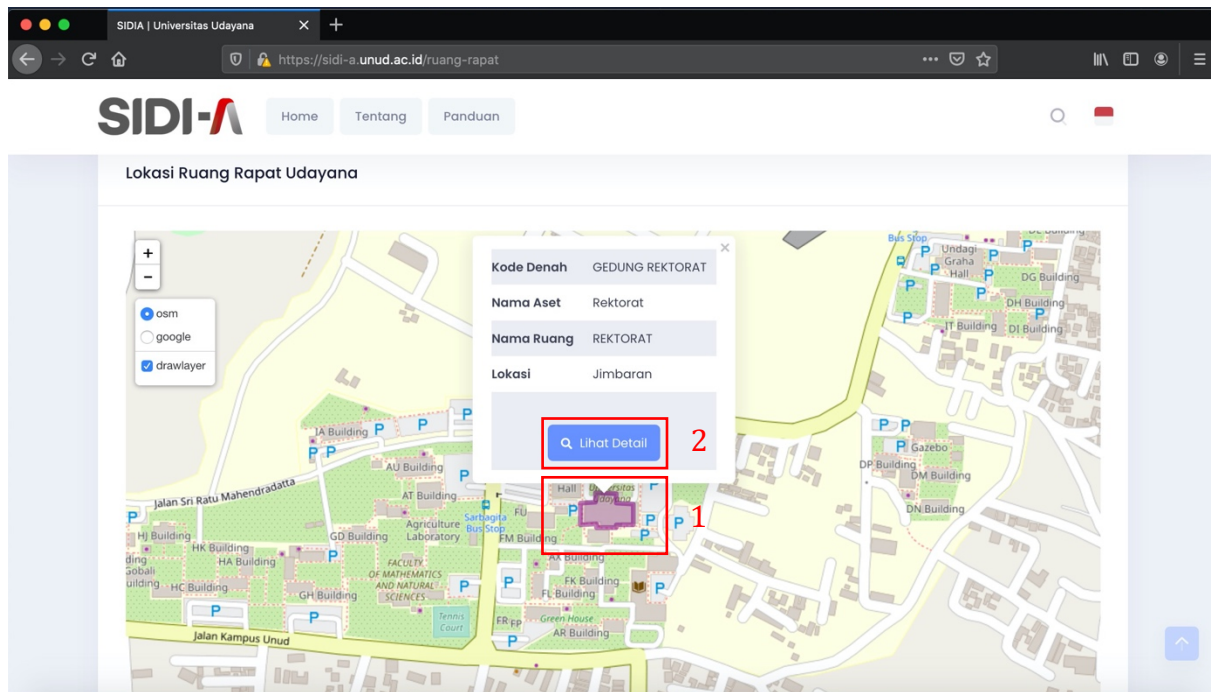 SIDIA | Universitas Udayana
https://sidi-a.unud.ac.id/ruang-rapat
SIDI-A
Home Tentang Panduan
Lokasi Ruang Rapat Udayana
+
−
osm
google
drawlayer
Kode Denah GEDUNG REKTORAT
Nama Aset Rektorat
Nama Ruang REKTORAT
Lokasi Jimbaran
Lihat Detail
2
1
Bus Stop
Undagi
Graha
Hall
DG Building
DH Building
IT Building
DI Building
IA Building
AU Building
AT Building
Jalan Sri Ratu Mahendradatta
Agriculture
Laboratory
Sarbagita
Bus Stop
FU
FM Building
Hall
HJ Building
HK Building
HA Building
GD Building
Gobali
HC Building
GH Building
FACULTY
OF MATHEMATICS
AND NATURAL
SCIENCES
AX Building
FK
Building
FL Building
Tennis
Court
FR
FP
Green House
AR
Building
Jalan Kampus Unud
Gazebo
DP Building
DM Building
DN Building